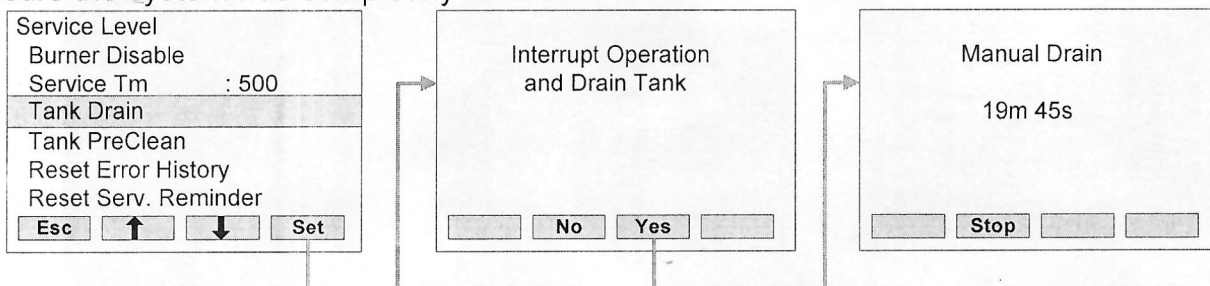 Service Level
Burner Disable
Service Tm : 500
Tank Drain
Tank PreClean
Reset Error History
Reset Serv. Reminder
Esc ↑ ↓ Set
Interrupt Operation
and Drain Tank
No Yes
Manual Drain
19m 45s
Stop